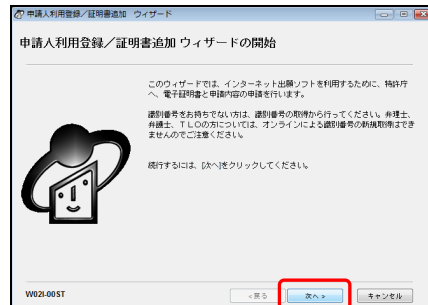 申請人利用登録／証明書追加 ウィザード
申請人利用登録／証明書追加 ウィザードの開始
このウィザードでは、インターネット出願ソフトを利用するために、特許庁
へ、電子証明書と申請内容の申請を行います。
識別番号をお持ちでない方は、識別番号の取得から行ってください。弁理士、
弁護士、ＴＬＯの方については、オンラインによる識別番号の新規取得はでき
ませんのでご注意ください。
続行するには、[次へ]をクリックしてください。
W02I-00ST
<戻る
次へ>
キャンセル